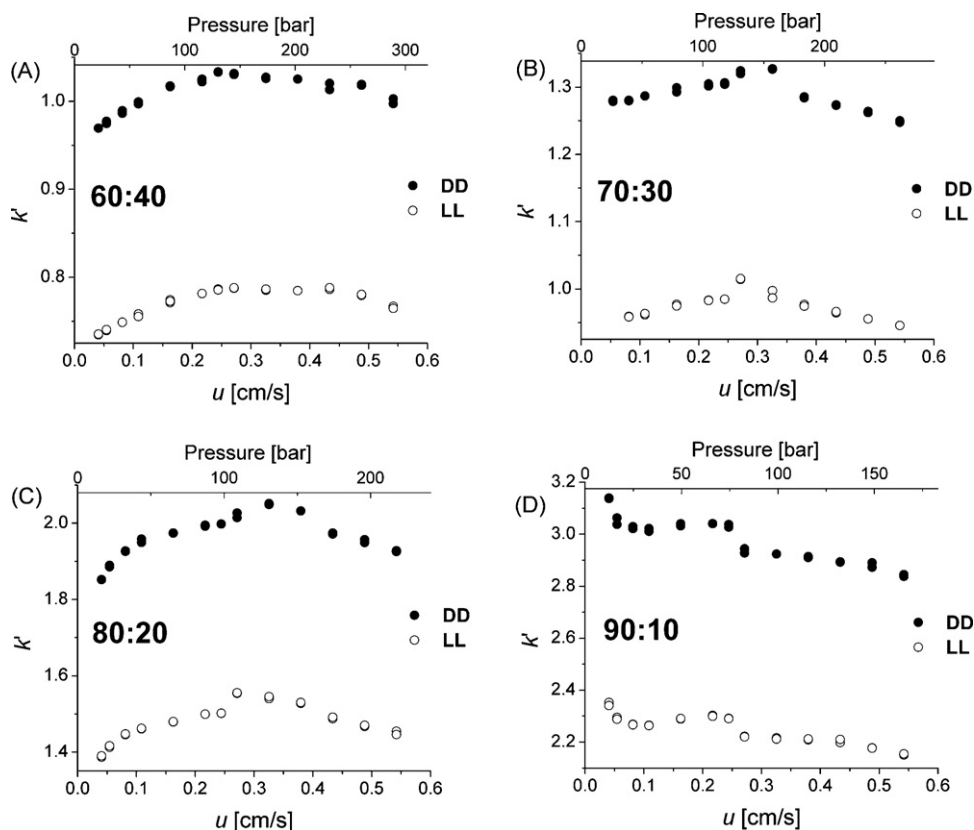 Pressure [bar]
0 100 200 300
(A)
1.0
0.9
0.8
k'
60:40
DD
LL
0.0 0.1 0.2 0.3 0.4 0.5 0.6
u [cm/s]
Pressure [bar]
0 100 200
(B)
1.3
1.2
1.1
1.0
k'
70:30
DD
LL
0.0 0.1 0.2 0.3 0.4 0.5 0.6
u [cm/s]
Pressure [bar]
0 50 100 150 200
(C)
2.0
1.8
1.6
1.4
k'
80:20
DD
LL
0.0 0.1 0.2 0.3 0.4 0.5 0.6
u [cm/s]
Pressure [bar]
0 50 100 150
(D)
3.2
3.0
2.8
2.6
2.4
2.2
k'
90:10
DD
LL
0.0 0.1 0.2 0.3 0.4 0.5 0.6
u [cm/s]